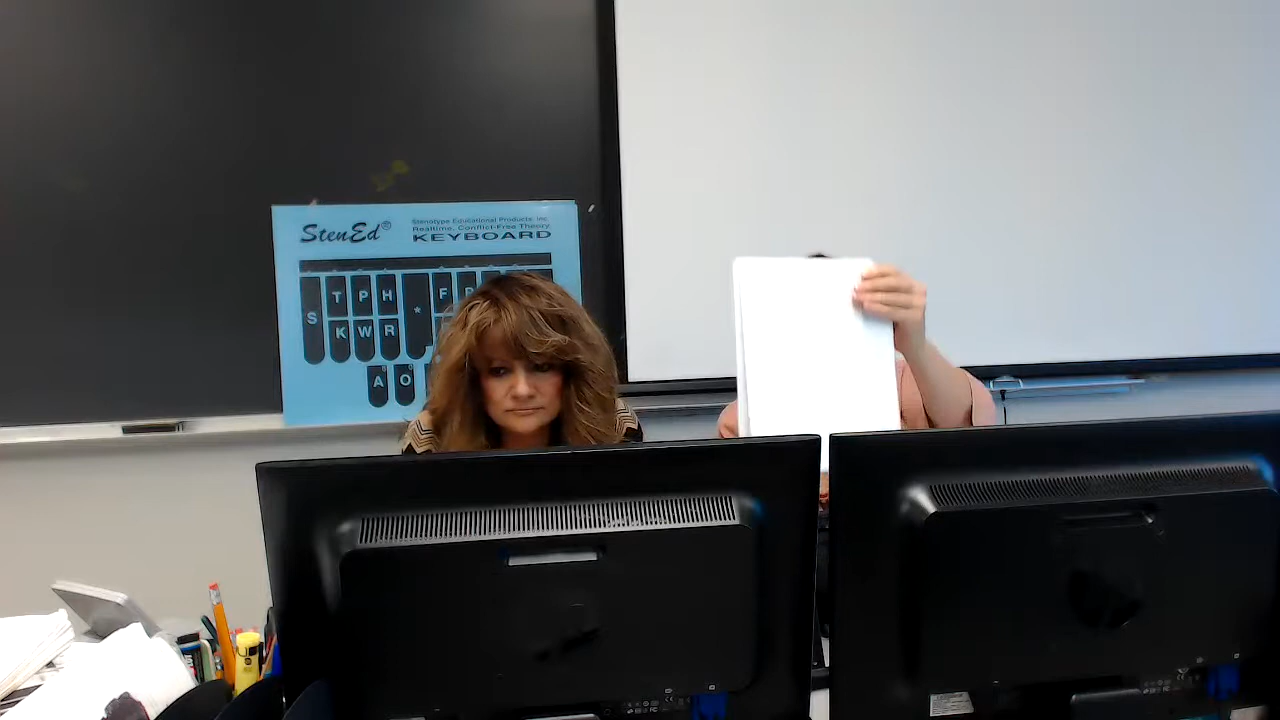 StenEd®
Stenotype Educational Products, Inc.
Realtime, Conflict-Free Theory
KEYBOARD
S T P H * F
K W R
A O